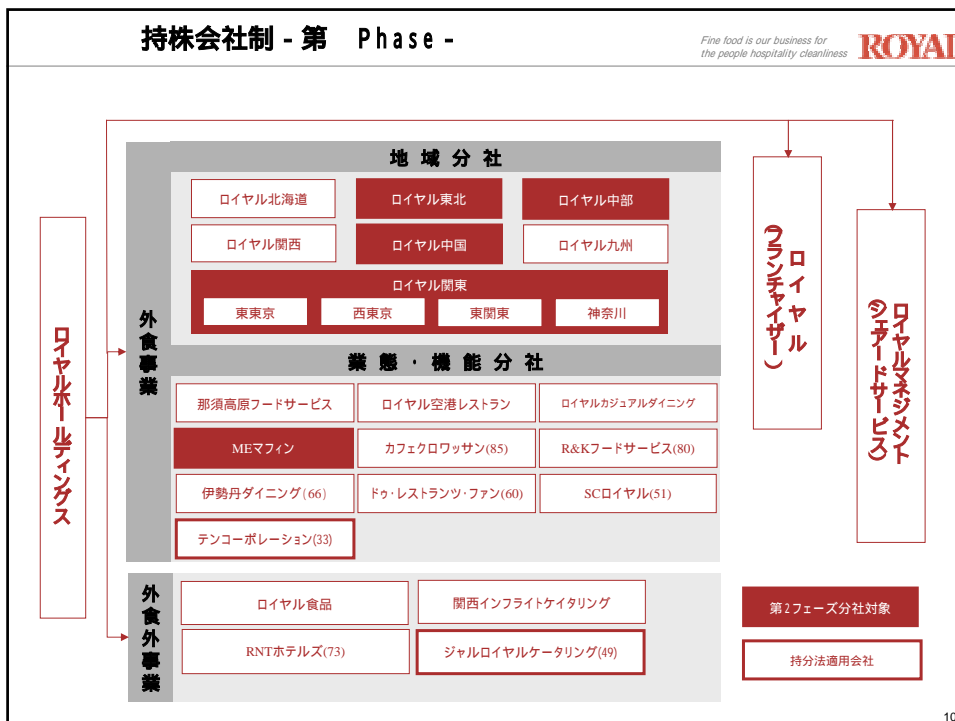 持株会社制 - 第　Phase -
Fine food is our business for
the people hospitality cleanliness
ROYAL
地域分社
ロイヤル北海道
ロイヤル東北
ロイヤル中部
ロイヤル関西
ロイヤル中国
ロイヤル九州
ロイヤル関東
東東京
西東京
東関東
神奈川
業態・機能分社
那須高原フードサービス
ロイヤル空港レストラン
ロイヤルカジュアルダイニング
MEマフィン
カフェクロワッサン(85)
R&Kフードサービス(80)
伊勢丹ダイニング(66)
ドゥ・レストランツ・ファン(60)
SCロイヤル(51)
テンコーポレーション(33)
外食事業
ロイヤルホールディングス
外食外事業
ロイヤル食品
関西インフライトケイタリング
RNTホテルズ(73)
ジャルロイヤルケータリング(49)
ロイヤル
(フランチャイザー)
ロイヤルマネジメント
(シェアードサービス)
第2フェーズ分社対象
持分法適用会社
10